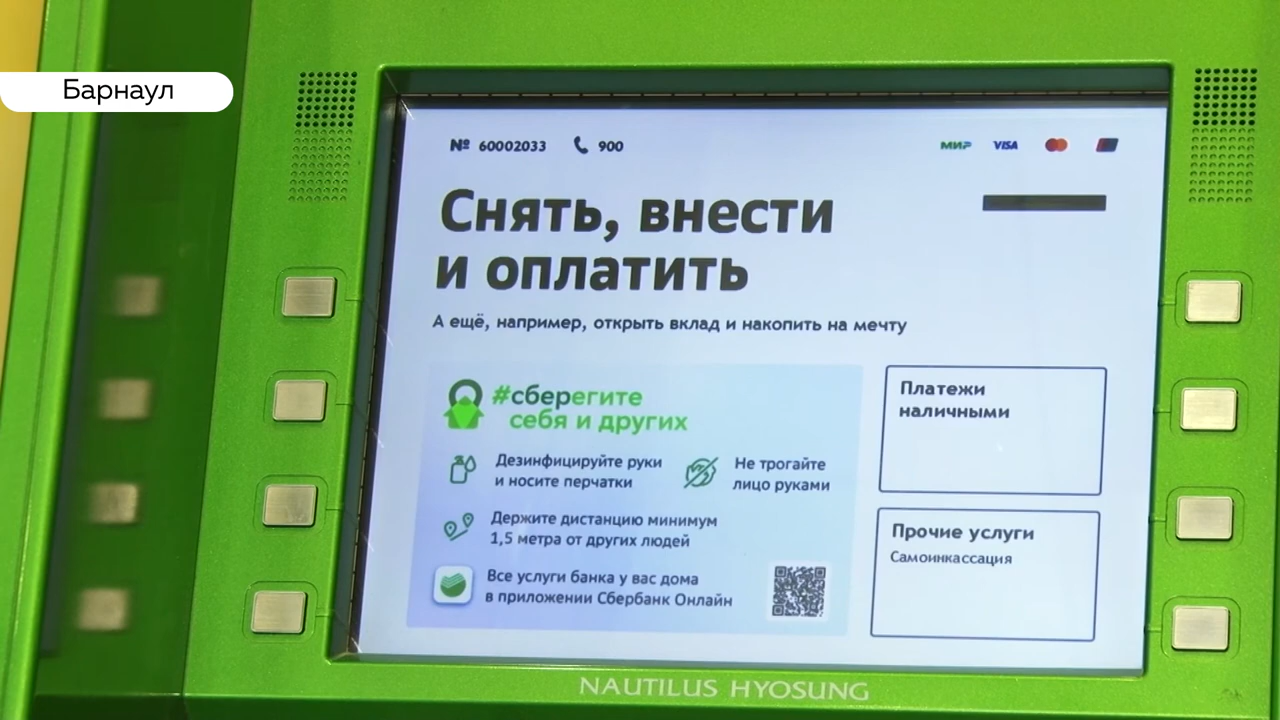 Барнаул
№ 60002033
900
МИР
VISA
Снять, внести
и оплатить
А ещё, например, открыть вклад и накопить на мечту
#сберегите
себя и других
Дезинфицируйте руки
и носите перчатки
Не трогайте
лицо руками
Держите дистанцию минимум
1,5 метра от других людей
Все услуги банка у вас дома
в приложении Сбербанк Онлайн
Платежи
наличными
Прочие услуги
Самоинкассация
NAUTILUS HYOSUNG